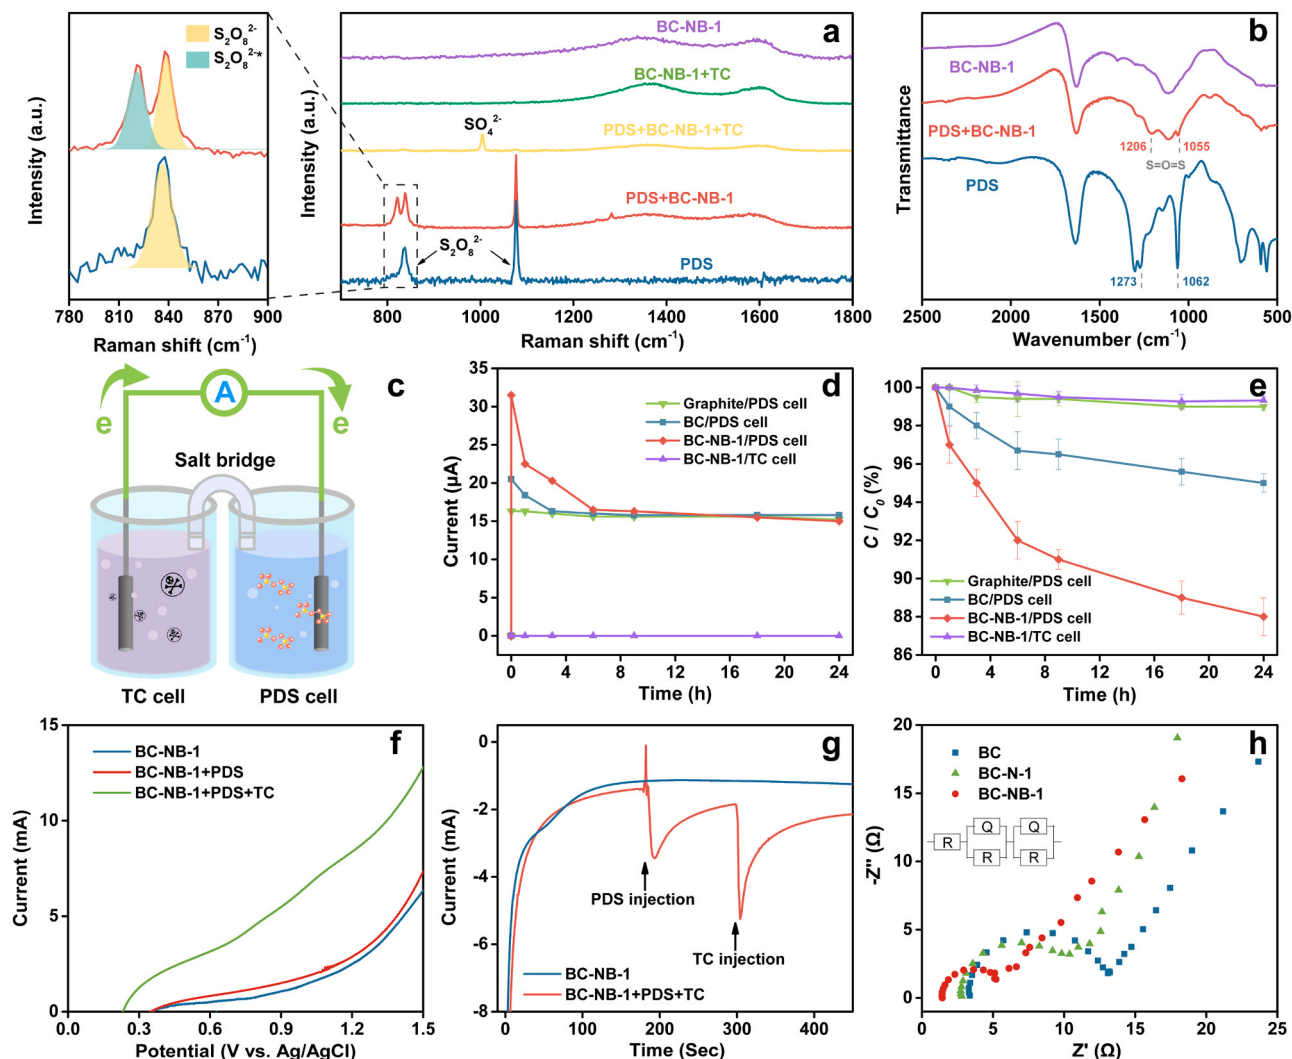 S₂O₈²⁻
S₂O₈²⁻*
Intensity (a.u.)
780 810 840 870 900
Raman shift (cm⁻¹)
a
BC-NB-1
BC-NB-1+TC
SO₄²⁻
PDS+BC-NB-1+TC
PDS+BC-NB-1
S₂O₈²⁻
PDS
Intensity (a.u.)
800 1000 1200 1400 1600 1800
Raman shift (cm⁻¹)
b
BC-NB-1
PDS+BC-NB-1
1206 1055
S=O=S
PDS
1273 1062
Transmittance
2500 2000 1500 1000 500
Wavenumber (cm⁻¹)
c
A
e
e
Salt bridge
TC cell PDS cell
d
Graphite/PDS cell
BC/PDS cell
BC-NB-1/PDS cell
BC-NB-1/TC cell
Current (μA)
35
30
25
20
15
10
5
0
0 4 8 12 16 20 24
Time (h)
e
Graphite/PDS cell
BC/PDS cell
BC-NB-1/PDS cell
BC-NB-1/TC cell
C / C₀ (%)
100
98
96
94
92
90
88
86
0 4 8 12 16 20 24
Time (h)
f
BC-NB-1
BC-NB-1+PDS
BC-NB-1+PDS+TC
Current (mA)
15
10
5
0
0.0 0.3 0.6 0.9 1.2 1.5
Potential (V vs. Ag/AgCl)
g
PDS injection
TC injection
BC-NB-1
BC-NB-1+PDS+TC
Current (mA)
0
-2
-4
-6
-8
0 100 200 300 400
Time (Sec)
h
BC
BC-N-1
BC-NB-1
R Q Q
R R
-Z'' (Ω)
20
15
10
5
0
0 5 10 15 20 25
Z' (Ω)